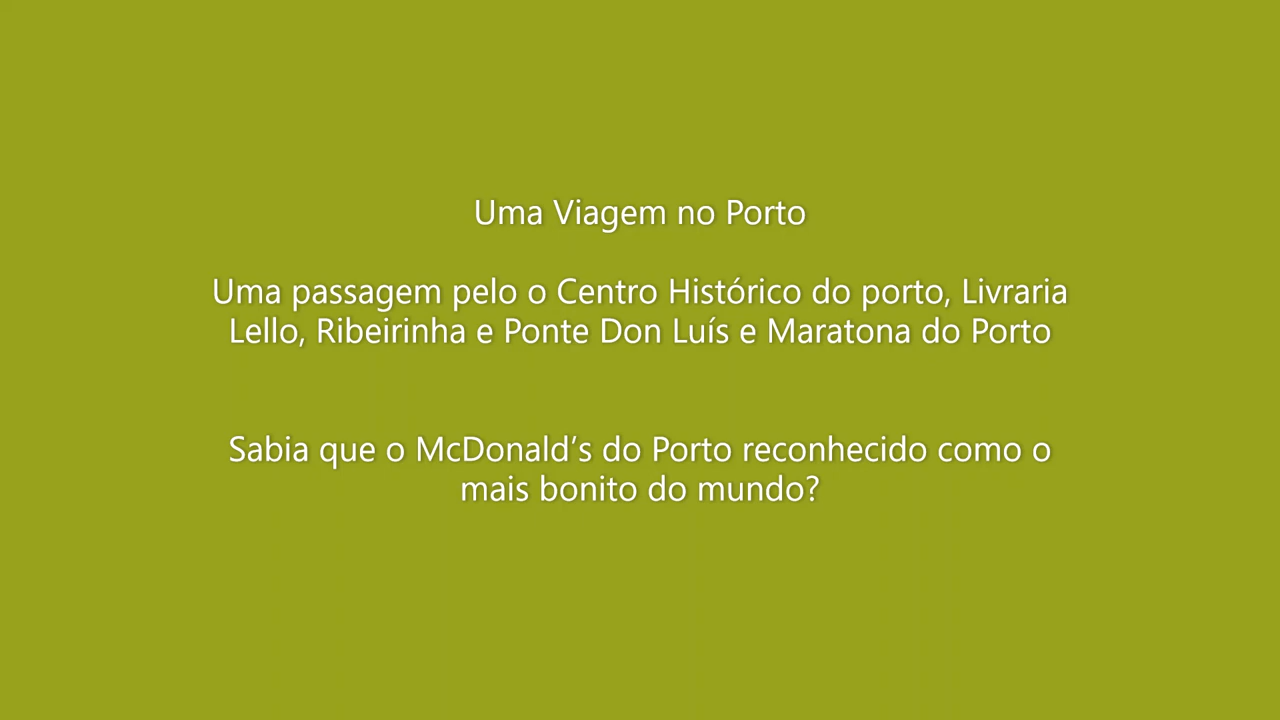 Uma Viagem no Porto
Uma passagem pelo o Centro Histórico do porto, Livraria
Lello, Ribeirinha e Ponte Don Luís e Maratona do Porto
Sabia que o McDonald’s do Porto reconhecido como o
mais bonito do mundo?